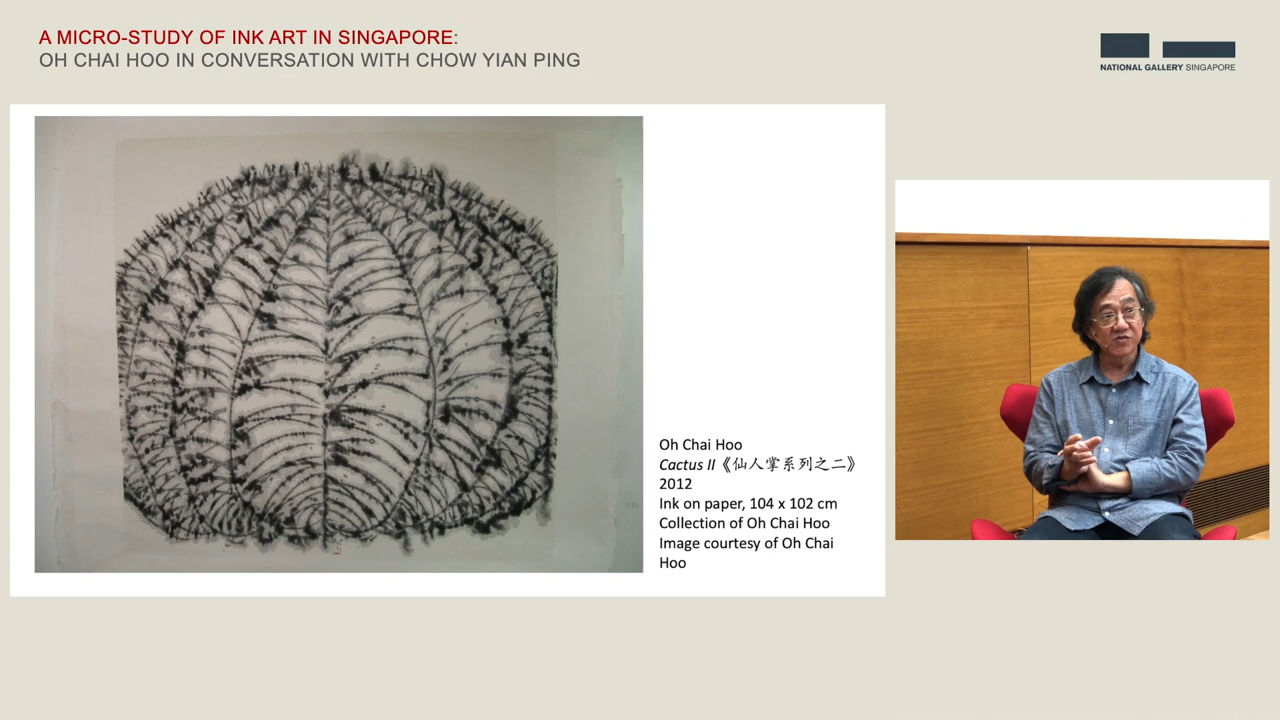 A MICRO-STUDY OF INK ART IN SINGAPORE:
OH CHAI HOO IN CONVERSATION WITH CHOW YIAN PING
NATIONAL GALLERY SINGAPORE
Oh Chai Hoo
Cactus II《仙人掌系列之二》
2012
Ink on paper, 104 x 102 cm
Collection of Oh Chai Hoo
Image courtesy of Oh Chai
Hoo